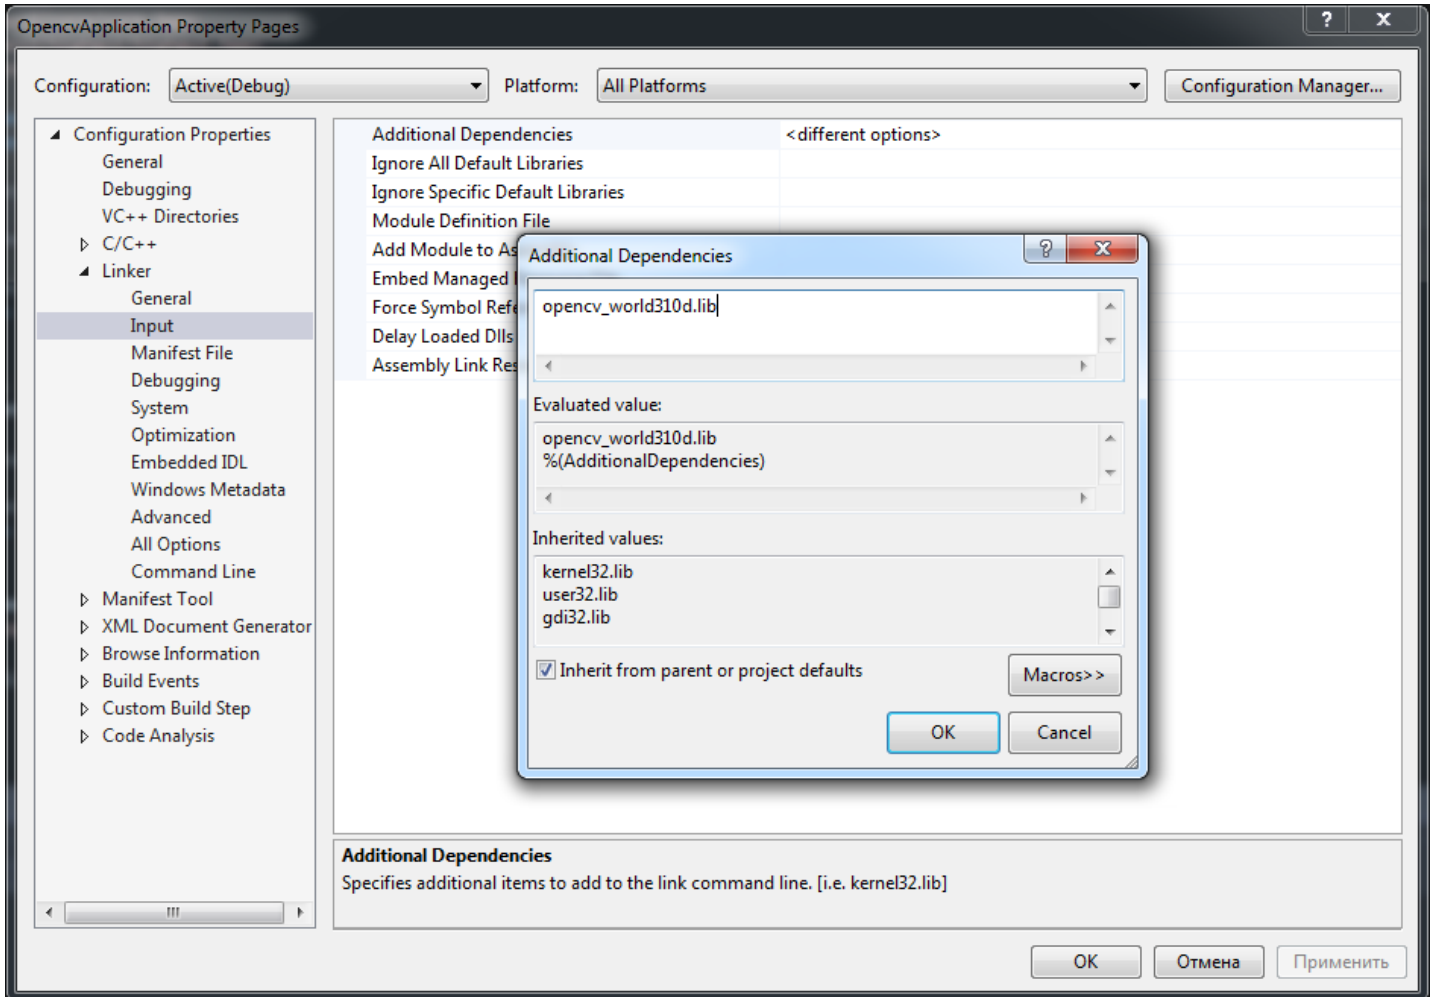 OpencvApplication Property Pages
Configuration: Active(Debug) Platform: All Platforms Configuration Manager...
Configuration Properties
General
Debugging
VC++ Directories
C/C++
Linker
General
Input
Manifest File
Debugging
System
Optimization
Embedded IDL
Windows Metadata
Advanced
All Options
Command Line
Manifest Tool
XML Document Generator
Browse Information
Build Events
Custom Build Step
Code Analysis
Additional Dependencies <different options>
Ignore All Default Libraries
Ignore Specific Default Libraries
Module Definition File
Add Module to As
Embed Managed
Force Symbol Refe
Delay Loaded Dlls
Assembly Link Res
Additional Dependencies
opencv_world310d.lib
Evaluated value:
opencv_world310d.lib
%(AdditionalDependencies)
Inherited values:
kernel32.lib
user32.lib
gdi32.lib
Inherit from parent or project defaults
Macros>>
OK Cancel
Additional Dependencies
Specifies additional items to add to the link command line. [i.e. kernel32.lib]
OK Отмена Применить